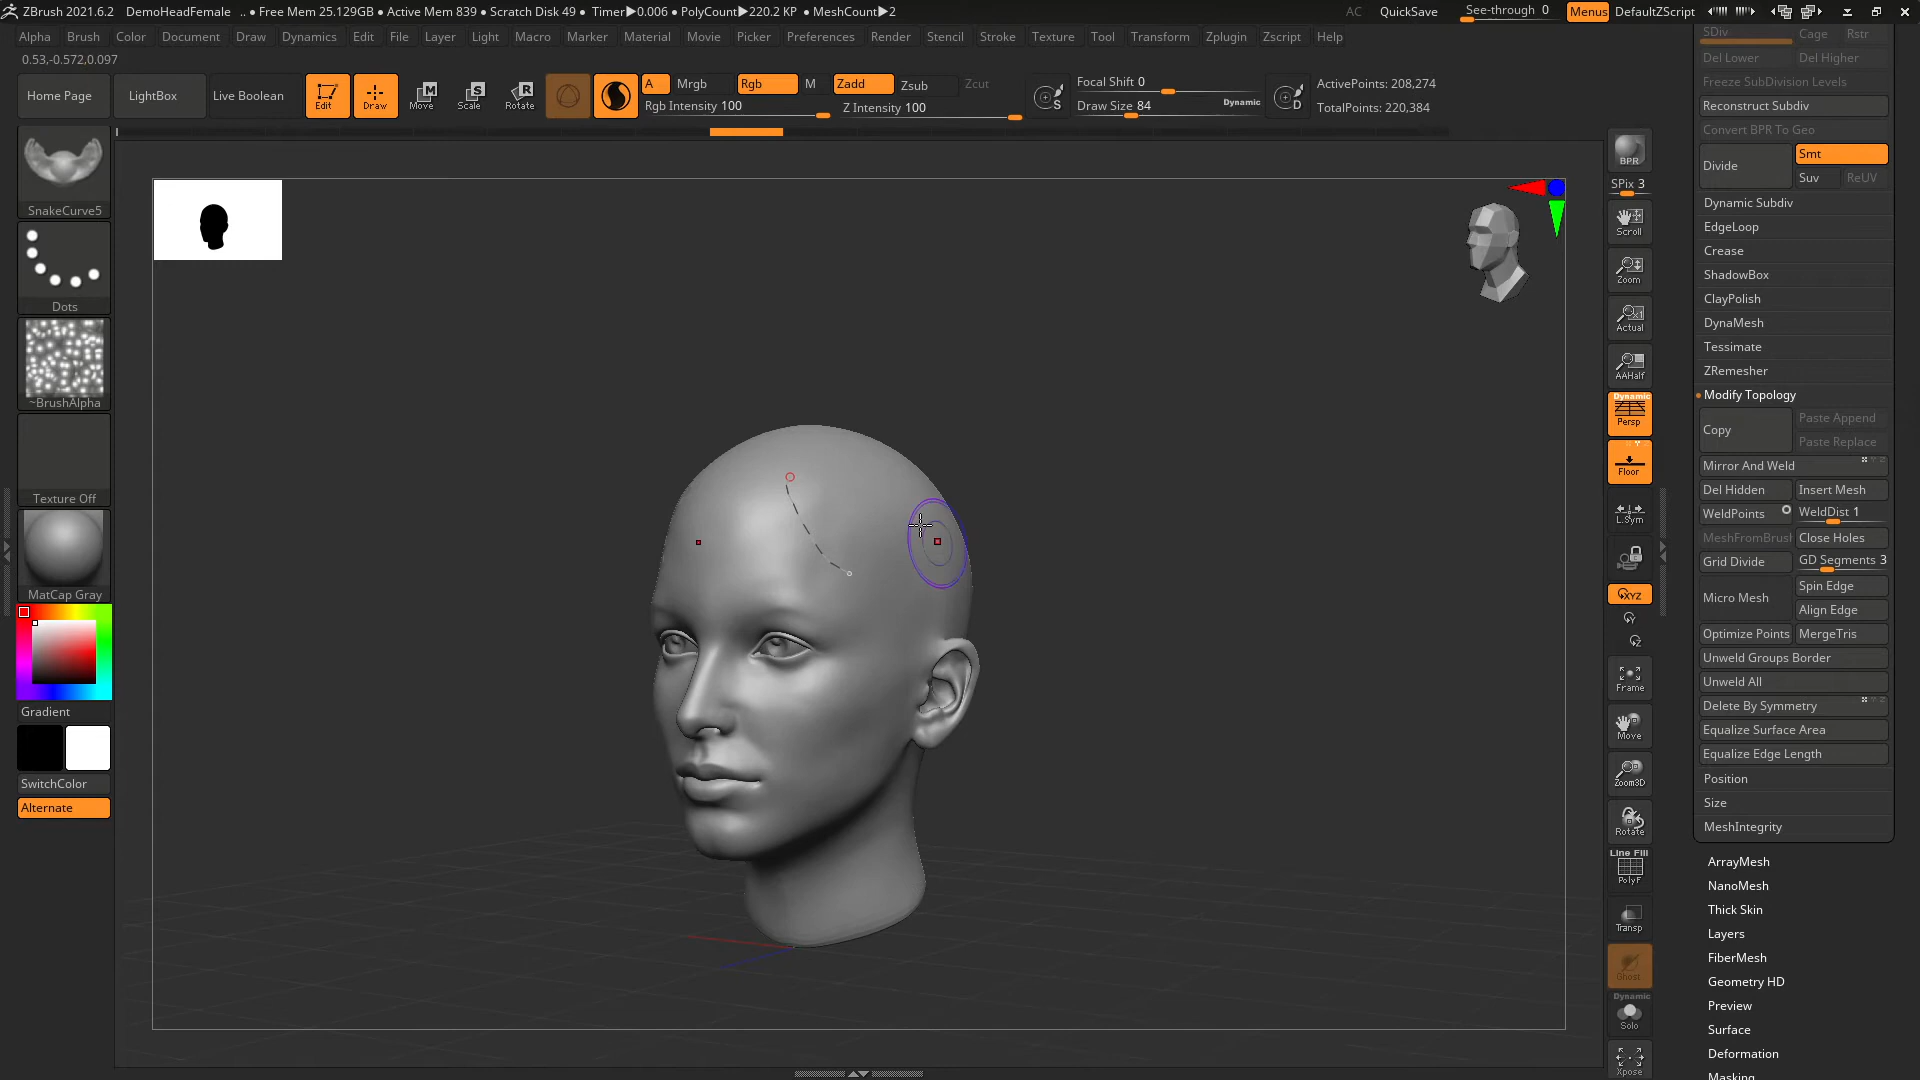 ZBrush 2021.6.2 DemoHeadFemale .. ● Free Mem 25.129GB ● Active Mem 839 ● Scratch Disk 49 ● Timer▶0.006 ● PolyCount▶220.2 KP ● MeshCount▶2 AC QuickSave See-through 0 Menus DefaultZScript
Alpha Brush Color Document Draw Dynamics Edit File Layer Light Macro Marker Material Movie Picker Preferences Render Stencil Stroke Texture Tool Transform Zplugin Zscript Help
0.53,-0.572,0.097
Home Page LightBox Live Boolean Edit Draw Move Scale Rotate
A Mrgb Rgb M Zadd Zsub Zcut
Rgb Intensity 100 Z Intensity 100
S Focal Shift 0
Draw Size 84 Dynamic D
ActivePoints: 208,274
TotalPoints: 220,384
SnakeCurve5
Dots
~BrushAlpha
Texture Off
MatCap Gray
Gradient
SwitchColor
Alternate
BPR
SPix 3
Scroll
Zoom
Actual
AAHalf
Dynamic
Persp
Floor
L.Sym
XYZ
Frame
Move
Zoom3D
Rotate
Line Fill
PolyF
Transp
Ghost
Dynamic
Solo
Xpose
SDiv Cage Rstr
Del Lower Del Higher
Freeze SubDivision Levels
Reconstruct Subdiv
Convert BPR To Geo
Divide Smt
Suv ReUV
Dynamic Subdiv
EdgeLoop
Crease
ShadowBox
ClayPolish
DynaMesh
Tessimate
ZRemesher
Modify Topology
Copy Paste Append
Paste Replace
Mirror And Weld
Del Hidden Insert Mesh
WeldPoints WeldDist 1
MeshFromBrush Close Holes
Grid Divide GD Segments 3
Micro Mesh Spin Edge
Align Edge
Optimize Points MergeTris
Unweld Groups Border
Unweld All
Delete By Symmetry
Equalize Surface Area
Equalize Edge Length
Position
Size
MeshIntegrity
ArrayMesh
NanoMesh
Thick Skin
Layers
FiberMesh
Geometry HD
Preview
Surface
Deformation
Masking